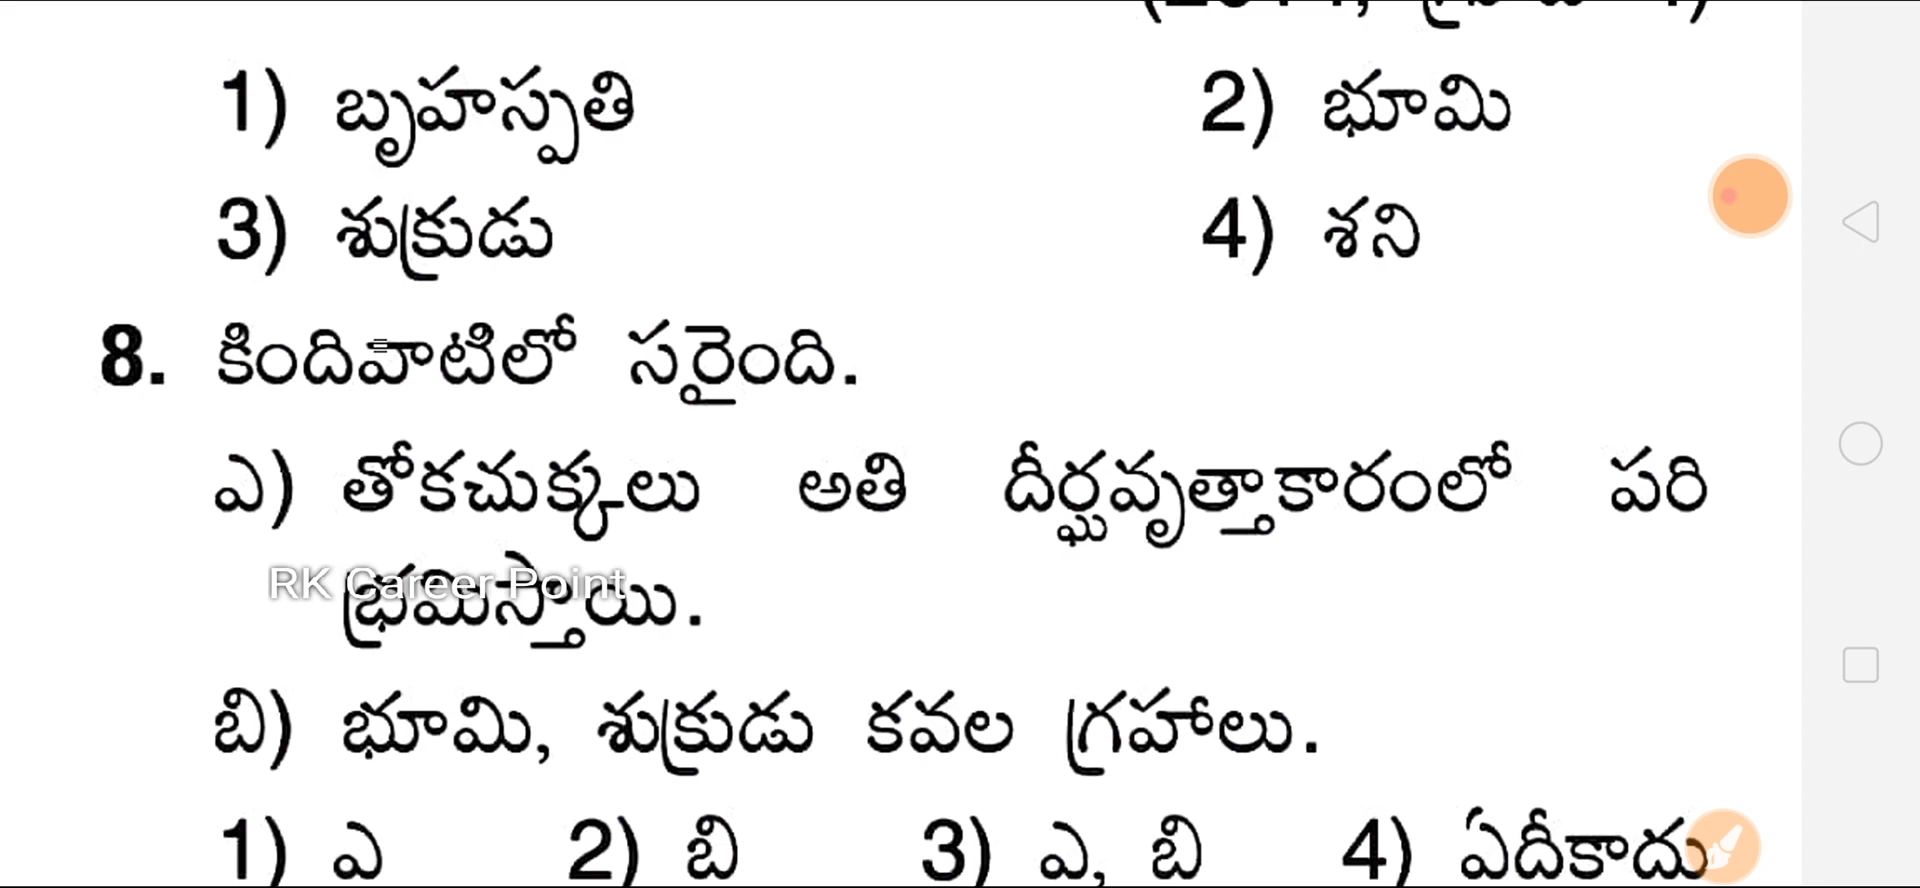 1) బృహస్పతి 2) భూమి
3) శుక్రుడు 4) శని
8. కిందివాటిలో సరైంది.
ఎ) తోకచుక్కలు అతి దీర్ఘవృత్తాకారంలో పరి
భ్రమిస్తాయి.
RK Career Point
బి) భూమి, శుక్రుడు కవల గ్రహాలు.
1) ఎ 2) బి 3) ఎ, బి 4) ఏదీకాదు